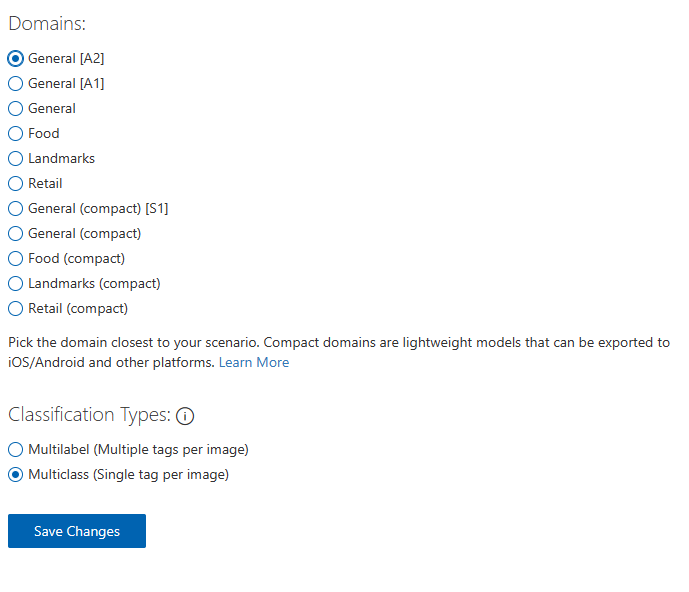 Domains:
General [A2]
General [A1]
General
Food
Landmarks
Retail
General (compact) [S1]
General (compact)
Food (compact)
Landmarks (compact)
Retail (compact)
Pick the domain closest to your scenario. Compact domains are lightweight models that can be exported to
iOS/Android and other platforms. Learn More
Classification Types:
Multilabel (Multiple tags per image)
Multiclass (Single tag per image)
Save Changes